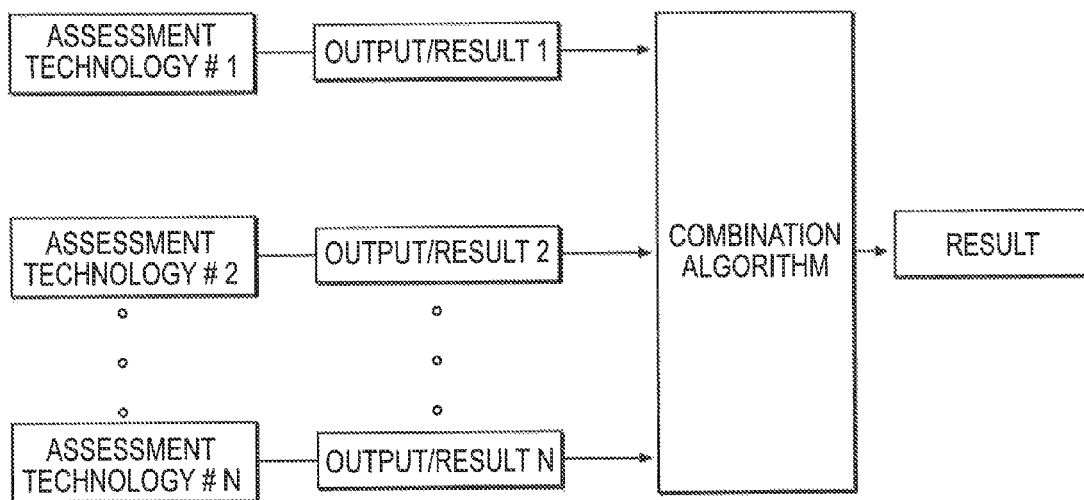 ASSESSMENT
TECHNOLOGY # 1
OUTPUT/RESULT 1
ASSESSMENT
TECHNOLOGY # 2
OUTPUT/RESULT 2
COMBINATION
ALGORITHM
RESULT
ASSESSMENT
TECHNOLOGY # N
OUTPUT/RESULT N